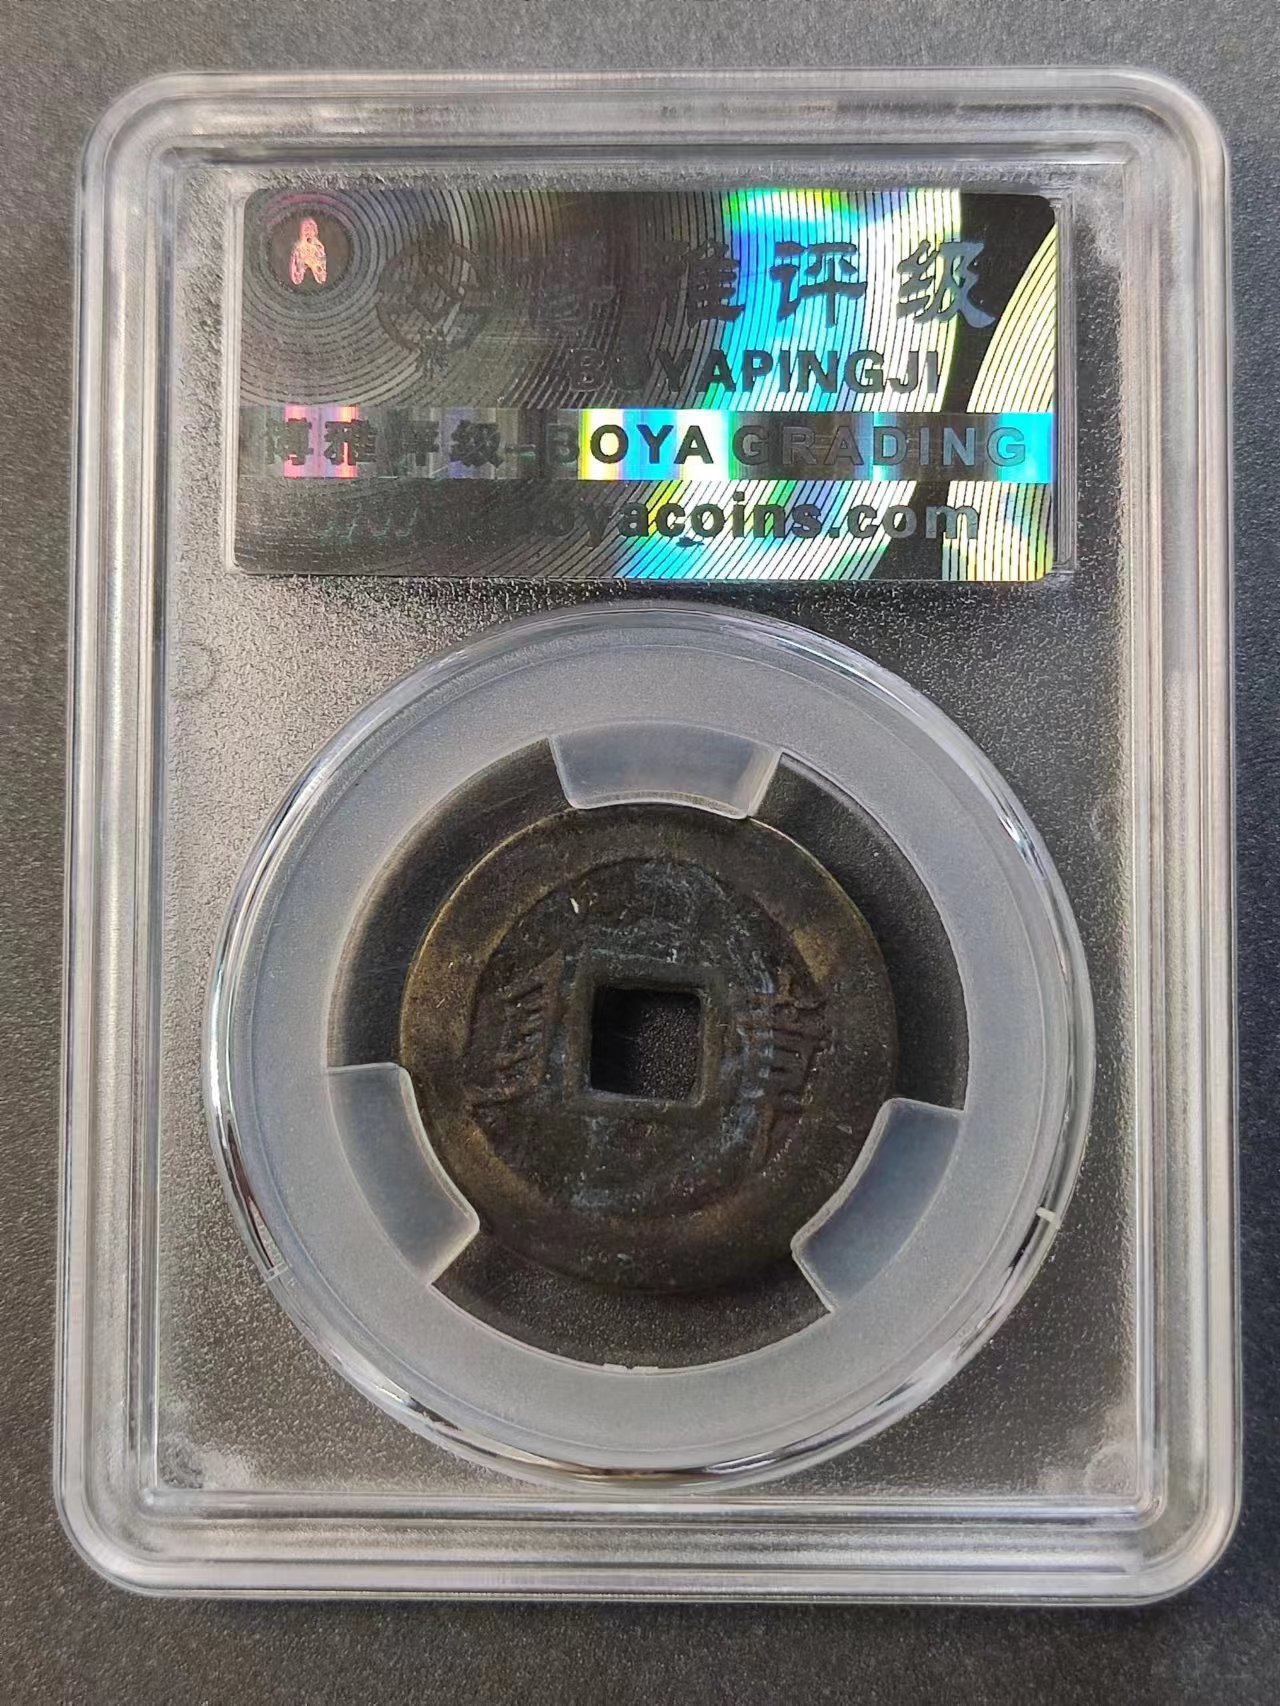 博雅评级
BOYAPINGJI
博雅评级-BOYA GRADING
boyacoins.com